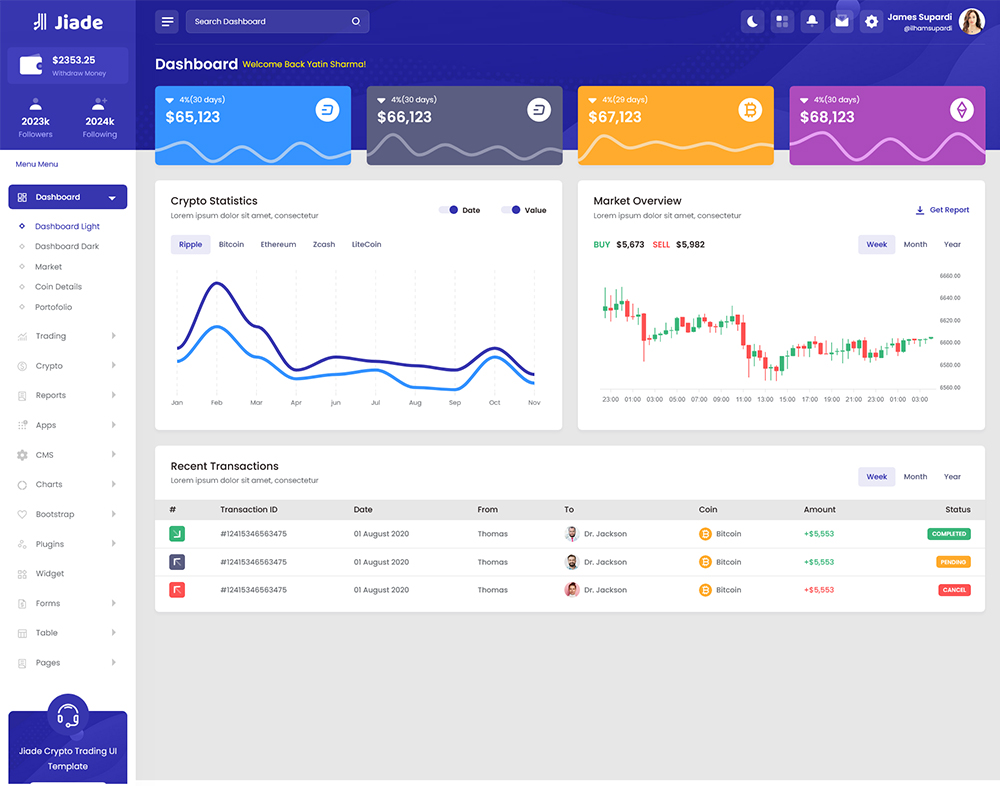 Jiade
Search Dashboard
James Supardi
@ilhamsupardi
$2353.25
Withdraw Money
2023k
Followers
2024k
Following
Dashboard Welcome Back Yatin Sharma!
4%(30 days)
$65,123
4%(30 days)
$66,123
4%(29 days)
$67,123
4%(30 days)
$68,123
Menu Menu
Dashboard
Dashboard Light
Dashboard Dark
Market
Coin Details
Portofolio
Trading
Crypto
Reports
Apps
CMS
Charts
Bootstrap
Plugins
Widget
Forms
Table
Pages
Jiade Crypto Trading UI
Template
Crypto Statistics
Lorem ipsum dolor sit amet, consectetur
Date Value
Ripple Bitcoin Ethereum Zcash LiteCoin
Jan Feb Mar Apr jun Jul Aug Sep Oct Nov
Market Overview
Lorem ipsum dolor sit amet, consectetur
Get Report
BUY $5,673 SELL $5,982
Week Month Year
6660.00
6640.00
6620.00
6600.00
6580.00
6560.00
23:00 01:00 03:00 05:00 07:00 09:00 11:00 13:00 15:00 17:00 19:00 21:00 23:00 01:00 03:00
Recent Transactions
Lorem ipsum dolor sit amet, consectetur
Week Month Year
# Transaction ID Date From To Coin Amount Status
#12415346563475 01 August 2020 Thomas Dr. Jackson Bitcoin +$5,553 COMPLETED
#12415346563475 01 August 2020 Thomas Dr. Jackson Bitcoin +$5,553 PENDING
#12415346563475 01 August 2020 Thomas Dr. Jackson Bitcoin +$5,553 CANCEL